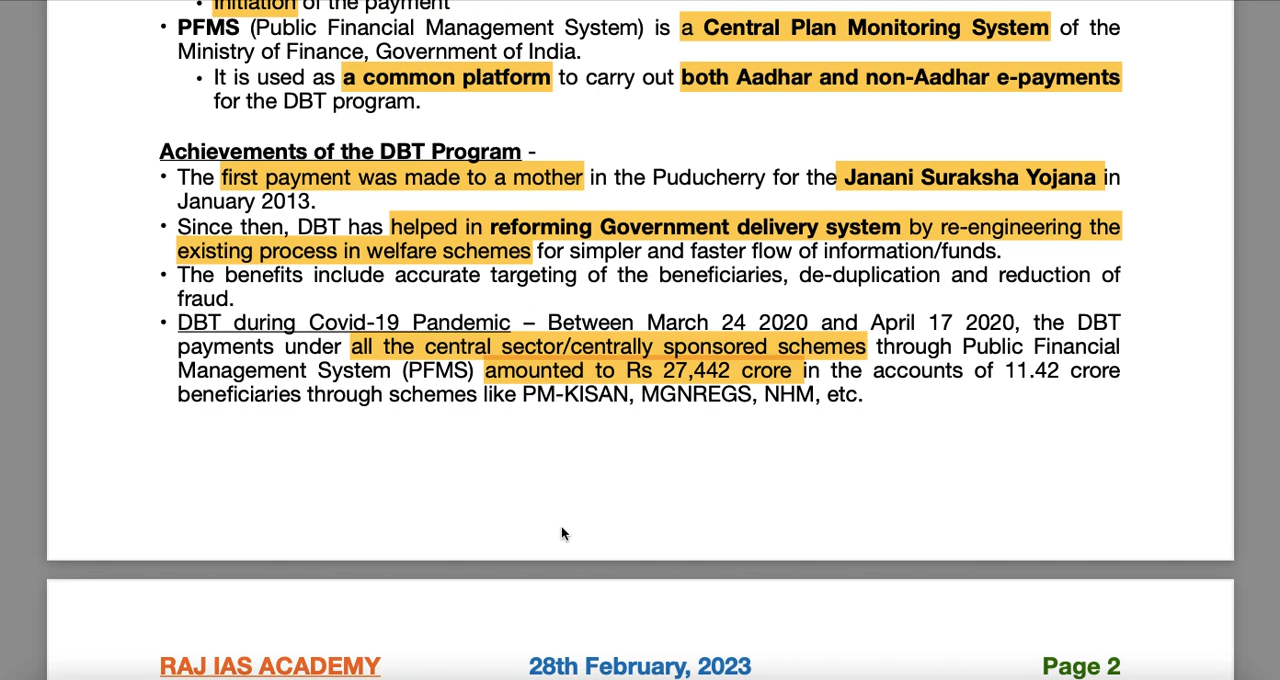 • initiation of the payment
• PFMS (Public Financial Management System) is a Central Plan Monitoring System of the
Ministry of Finance, Government of India.
• It is used as a common platform to carry out both Aadhar and non-Aadhar e-payments
for the DBT program.
Achievements of the DBT Program -
• The first payment was made to a mother in the Puducherry for the Janani Suraksha Yojana in
January 2013.
• Since then, DBT has helped in reforming Government delivery system by re-engineering the
existing process in welfare schemes for simpler and faster flow of information/funds.
• The benefits include accurate targeting of the beneficiaries, de-duplication and reduction of
fraud.
• DBT during Covid-19 Pandemic – Between March 24 2020 and April 17 2020, the DBT
payments under all the central sector/centrally sponsored schemes through Public Financial
Management System (PFMS) amounted to Rs 27,442 crore in the accounts of 11.42 crore
beneficiaries through schemes like PM-KISAN, MGNREGS, NHM, etc.
RAJ IAS ACADEMY 28th February, 2023 Page 2